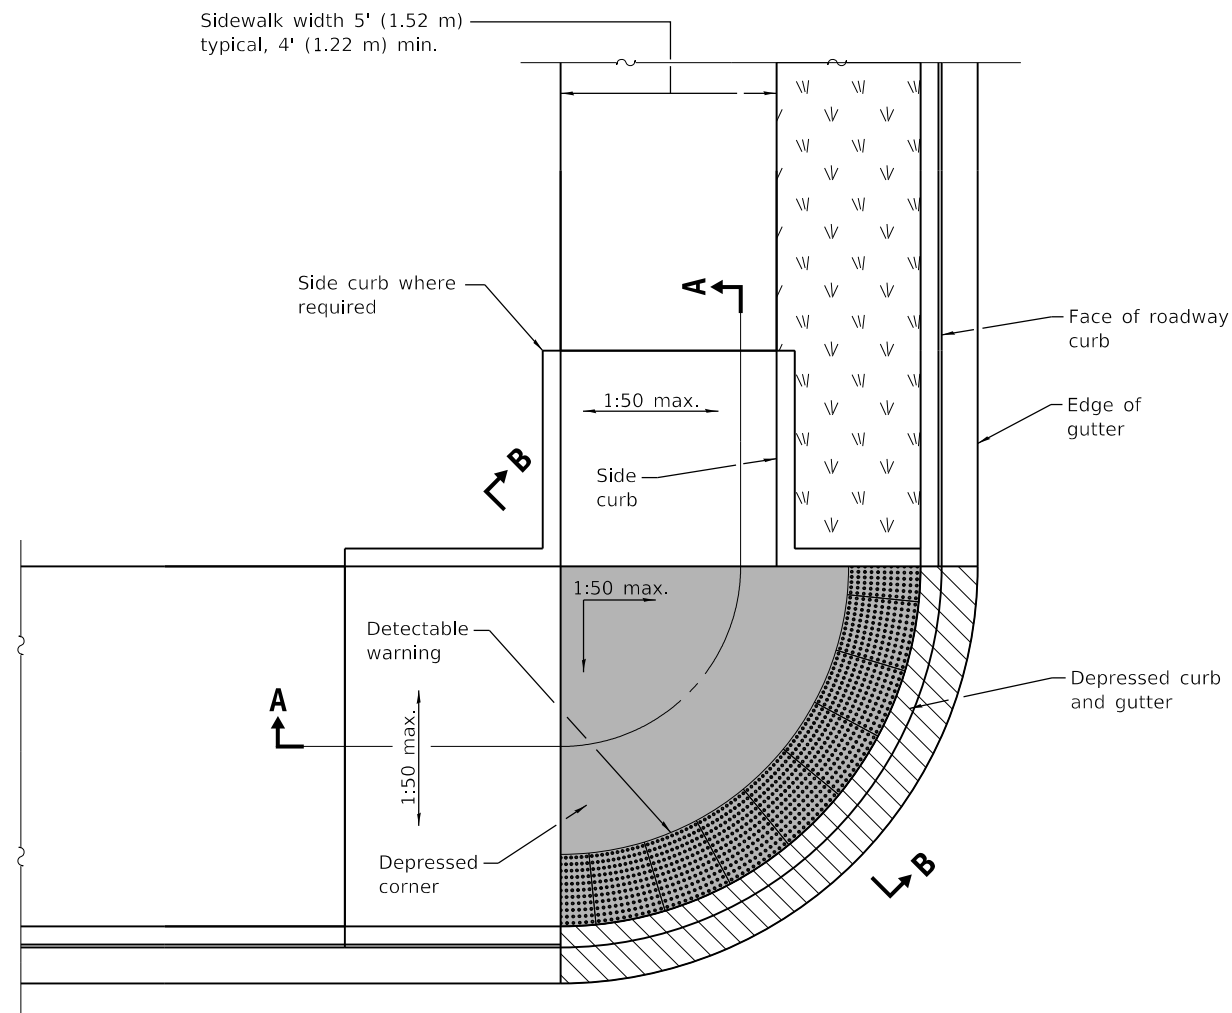 Sidewalk width 5' (1.52 m)
typical, 4' (1.22 m) min.
Side curb where
required
A
Face of roadway
curb
1:50 max.
Edge of
gutter
B
Side
curb
1:50 max.
Detectable
warning
Depressed curb
and gutter
A
1:50 max.
Depressed
corner
B